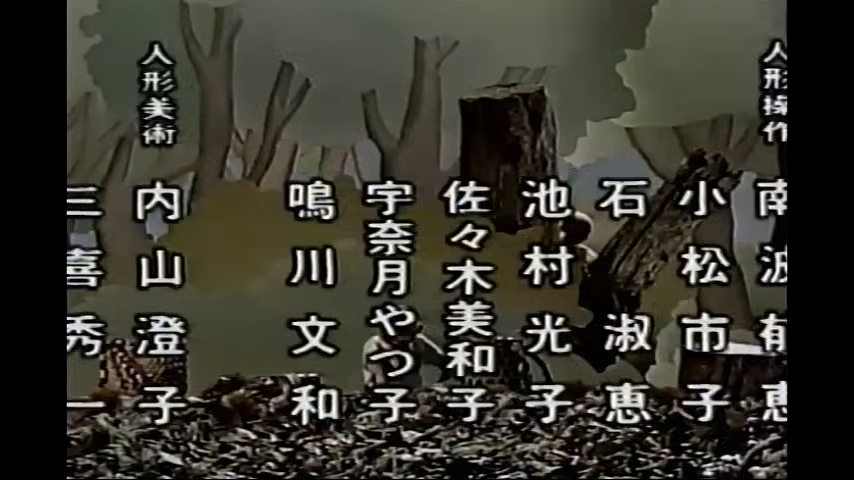 人形操作
南波郁恵
小松市子
石淑恵
池村光子
佐々木美和子
宇奈月やつ子
鳴川文和
人形美術
内山澄子
三喜秀一